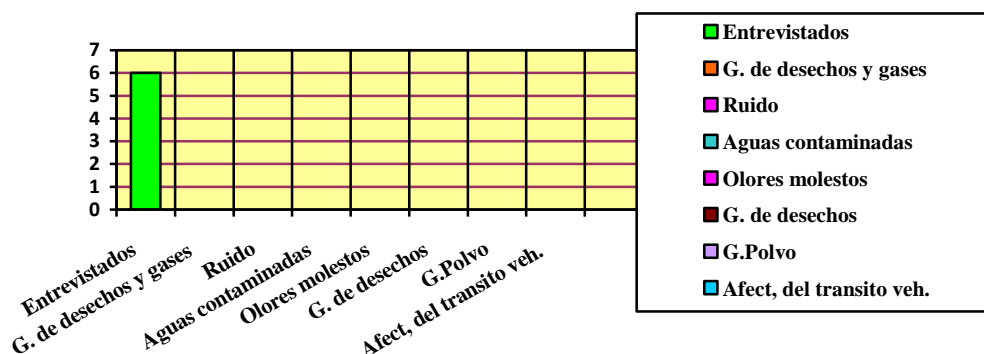 7
6
5
4
3
2
1
0
Entrevistados
G. de desechos y gases
Ruido
Aguas contaminadas
Olores molestos
G. de desechos
G.Polvo
Afect, del transito veh.
Entrevistados
G. de desechos y gases
Ruido
Aguas contaminadas
Olores molestos
G. de desechos
G.Polvo
Afect, del transito veh.